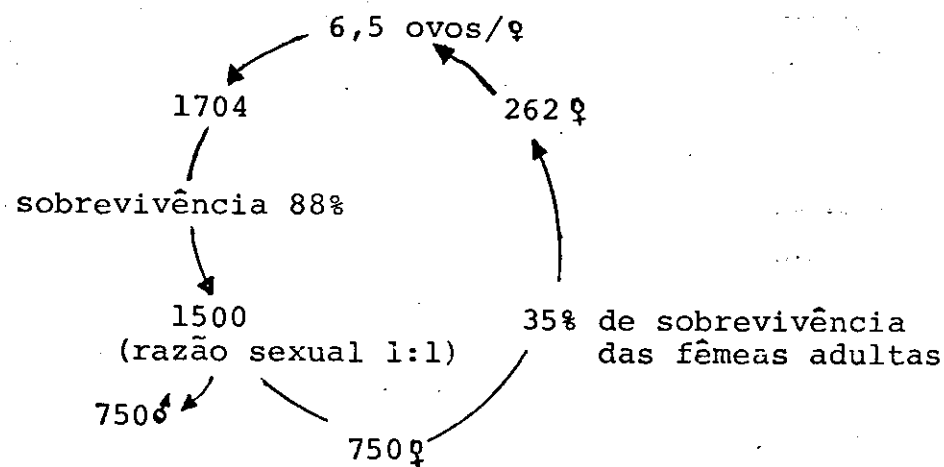 6,5 ovos/♀
1704
262 ♀
sobrevivência 88%
1500
(razão sexual 1:1)
35% de sobrevivência
das fêmeas adultas
750♂
750♀